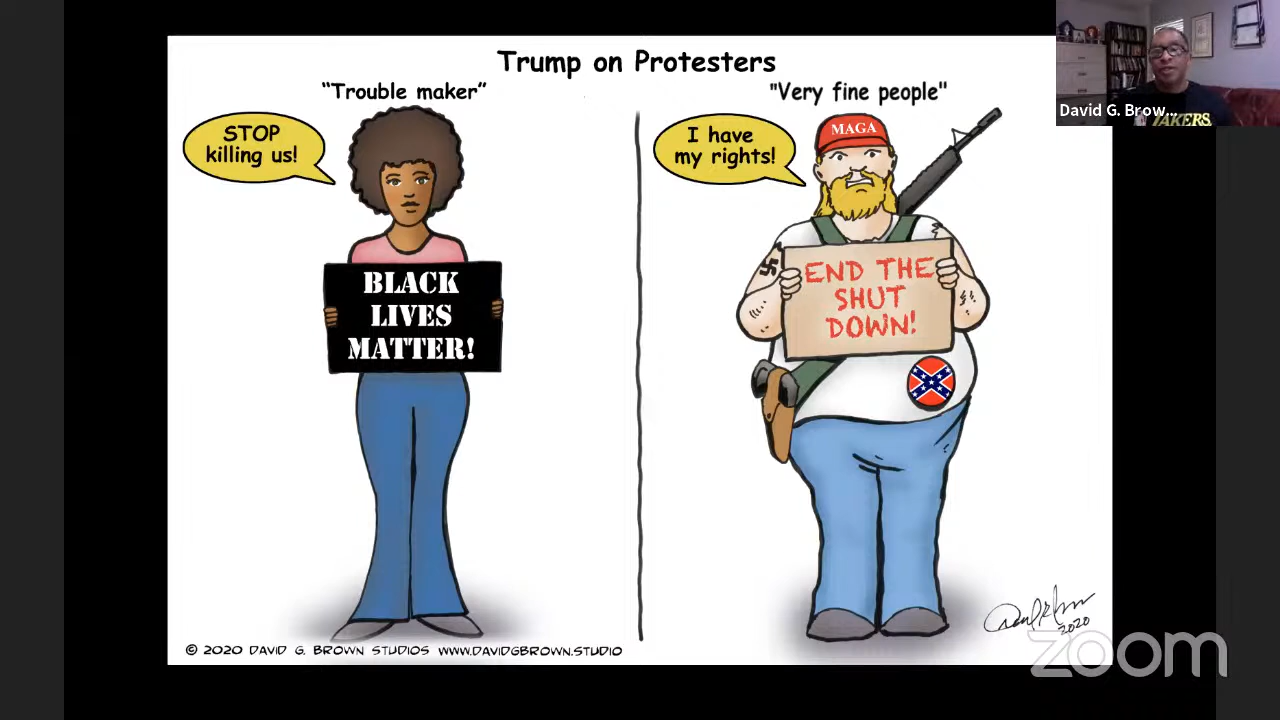 Trump on Protesters
“Trouble maker”
STOP
killing us!
BLACK
LIVES
MATTER!
"Very fine people"
I have
my rights!
MAGA
END THE
SHUT
DOWN!
2020
© 2020 DAVID G. BROWN STUDIOS WWW.DAVIDGBROWN.STUDIO
David G. Brow...
LAKERS
zoom